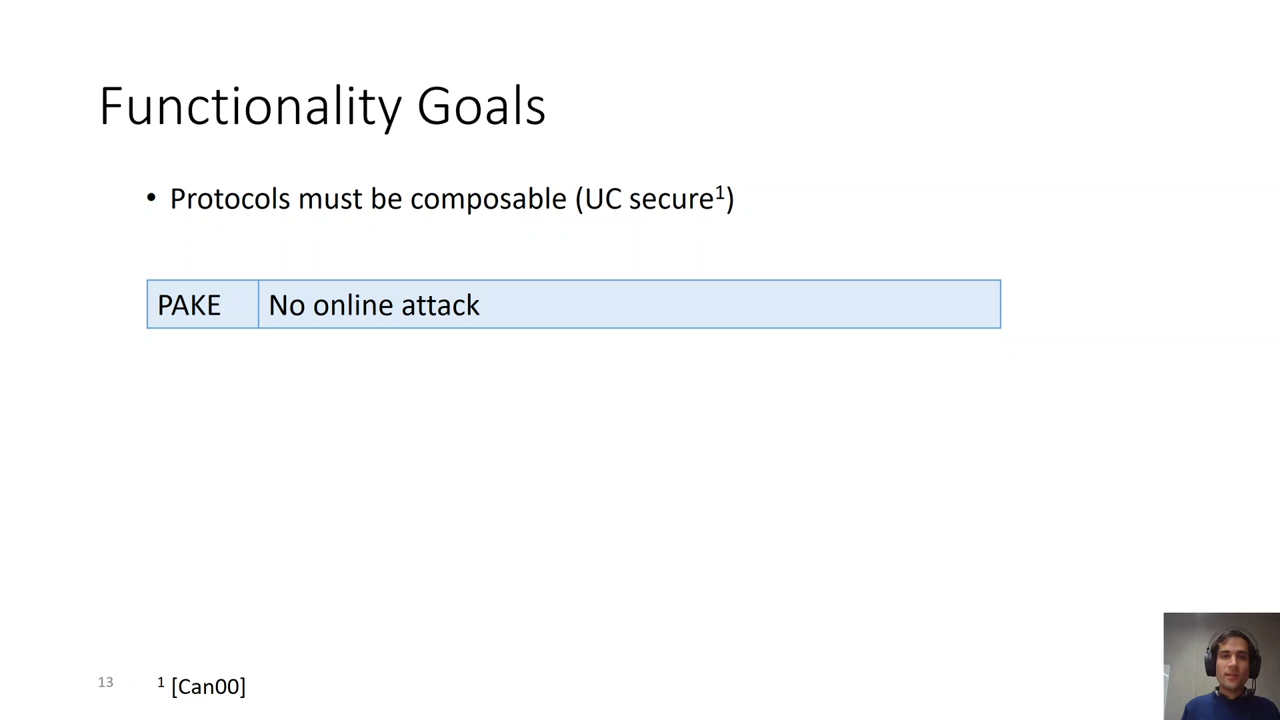 Functionality Goals
• Protocols must be composable (UC secure¹)
PAKE No online attack
13 ¹ [Can00]